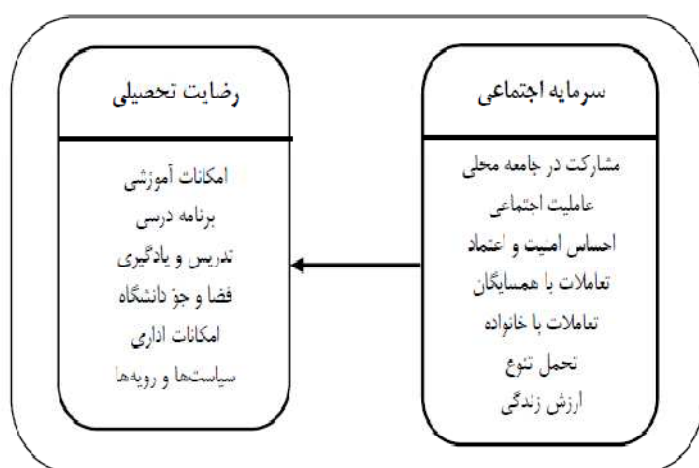 سرمایه اجتماعی
مشارکت در جامعه محلی
عاملیت اجتماعی
احساس امنیت و اعتماد
تعاملات با همسایگان
تعاملات با خانواده
تحمل تنوع
ارزش زندگی
رضایت تحصیلی
امکانات آموزشی
برنامه درسی
تدریس و یادگیری
فضا و جوّ دانشگاه
امکانات اداری
سیاست‌ها و رویه‌ها